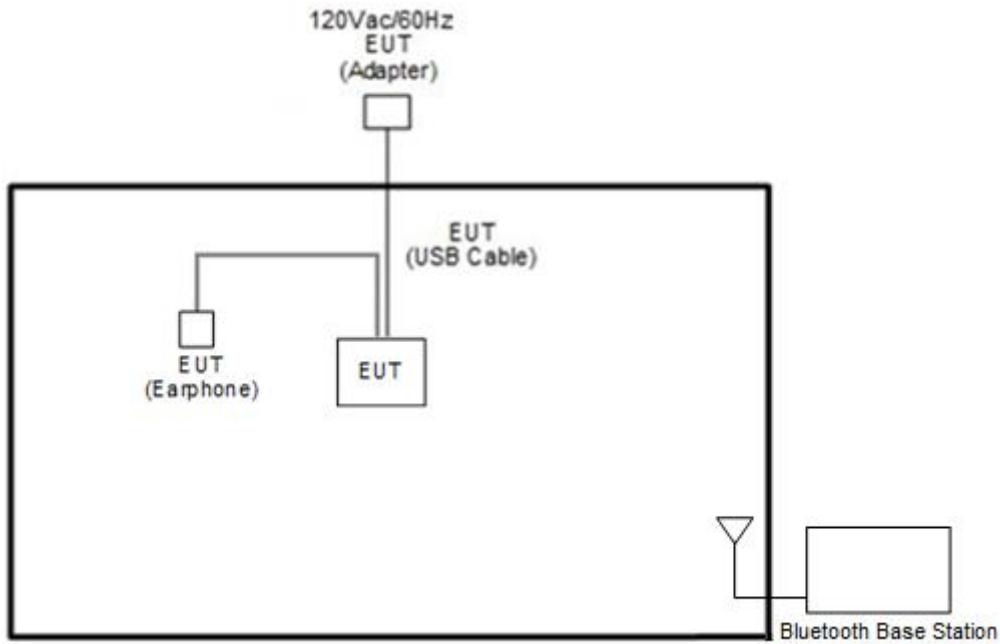 120Vac/60Hz
EUT
(Adapter)
EUT
(USB Cable)
EUT
(Earphone)
EUT
Bluetooth Base Station